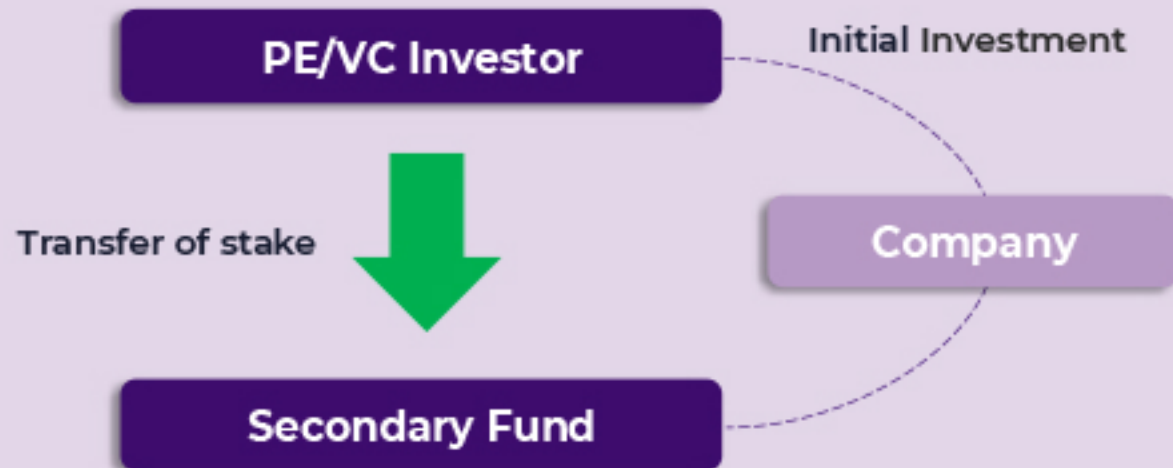 PE/VC Investor
Initial Investment
Transfer of stake
Company
Secondary Fund